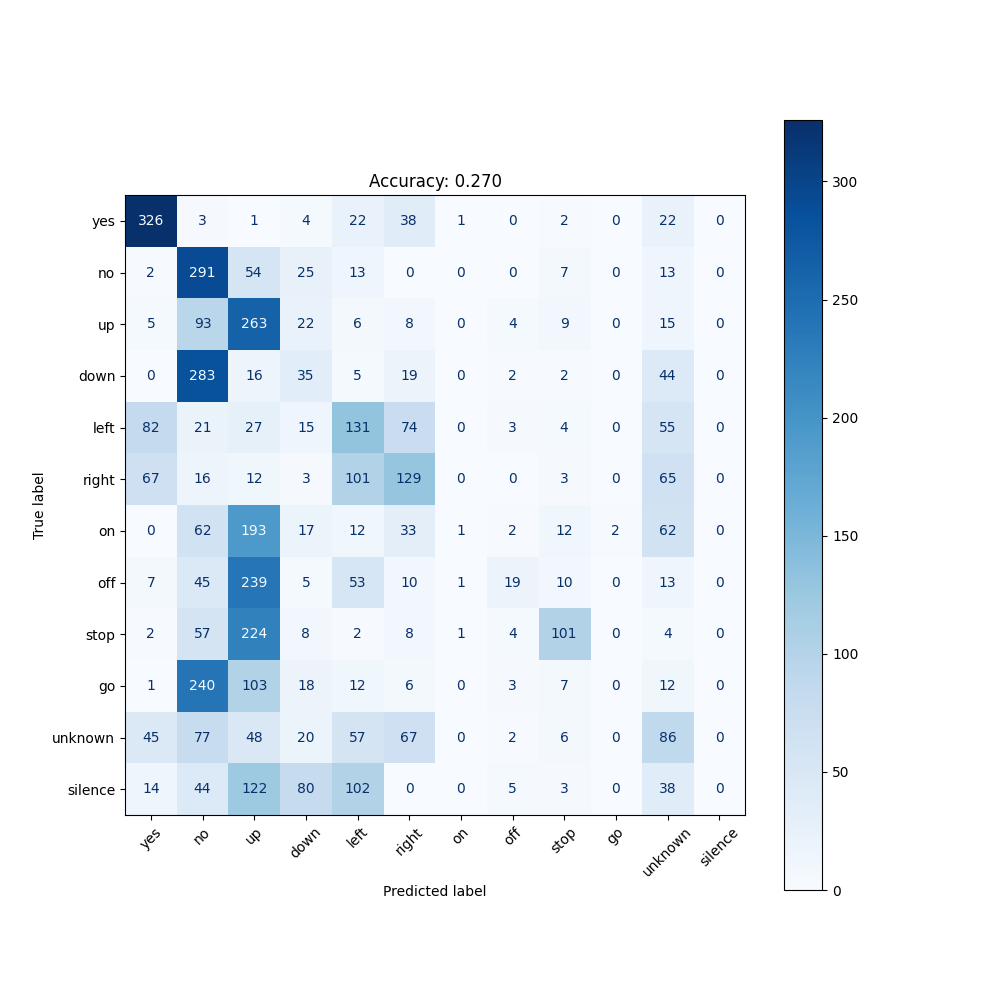 Accuracy: 0.270
True label
yes 326 3 1 4 22 38 1 0 2 0 22 0
no 2 291 54 25 13 0 0 0 7 0 13 0
up 5 93 263 22 6 8 0 4 9 0 15 0
down 0 283 16 35 5 19 0 2 2 0 44 0
left 82 21 27 15 131 74 0 3 4 0 55 0
right 67 16 12 3 101 129 0 0 3 0 65 0
on 0 62 193 17 12 33 1 2 12 2 62 0
off 7 45 239 5 53 10 1 19 10 0 13 0
stop 2 57 224 8 2 8 1 4 101 0 4 0
go 1 240 103 18 12 6 0 3 7 0 12 0
unknown 45 77 48 20 57 67 0 2 6 0 86 0
silence 14 44 122 80 102 0 0 5 3 0 38 0
yes no up down left right on off stop go unknown silence
Predicted label
300
250
200
150
100
50
0